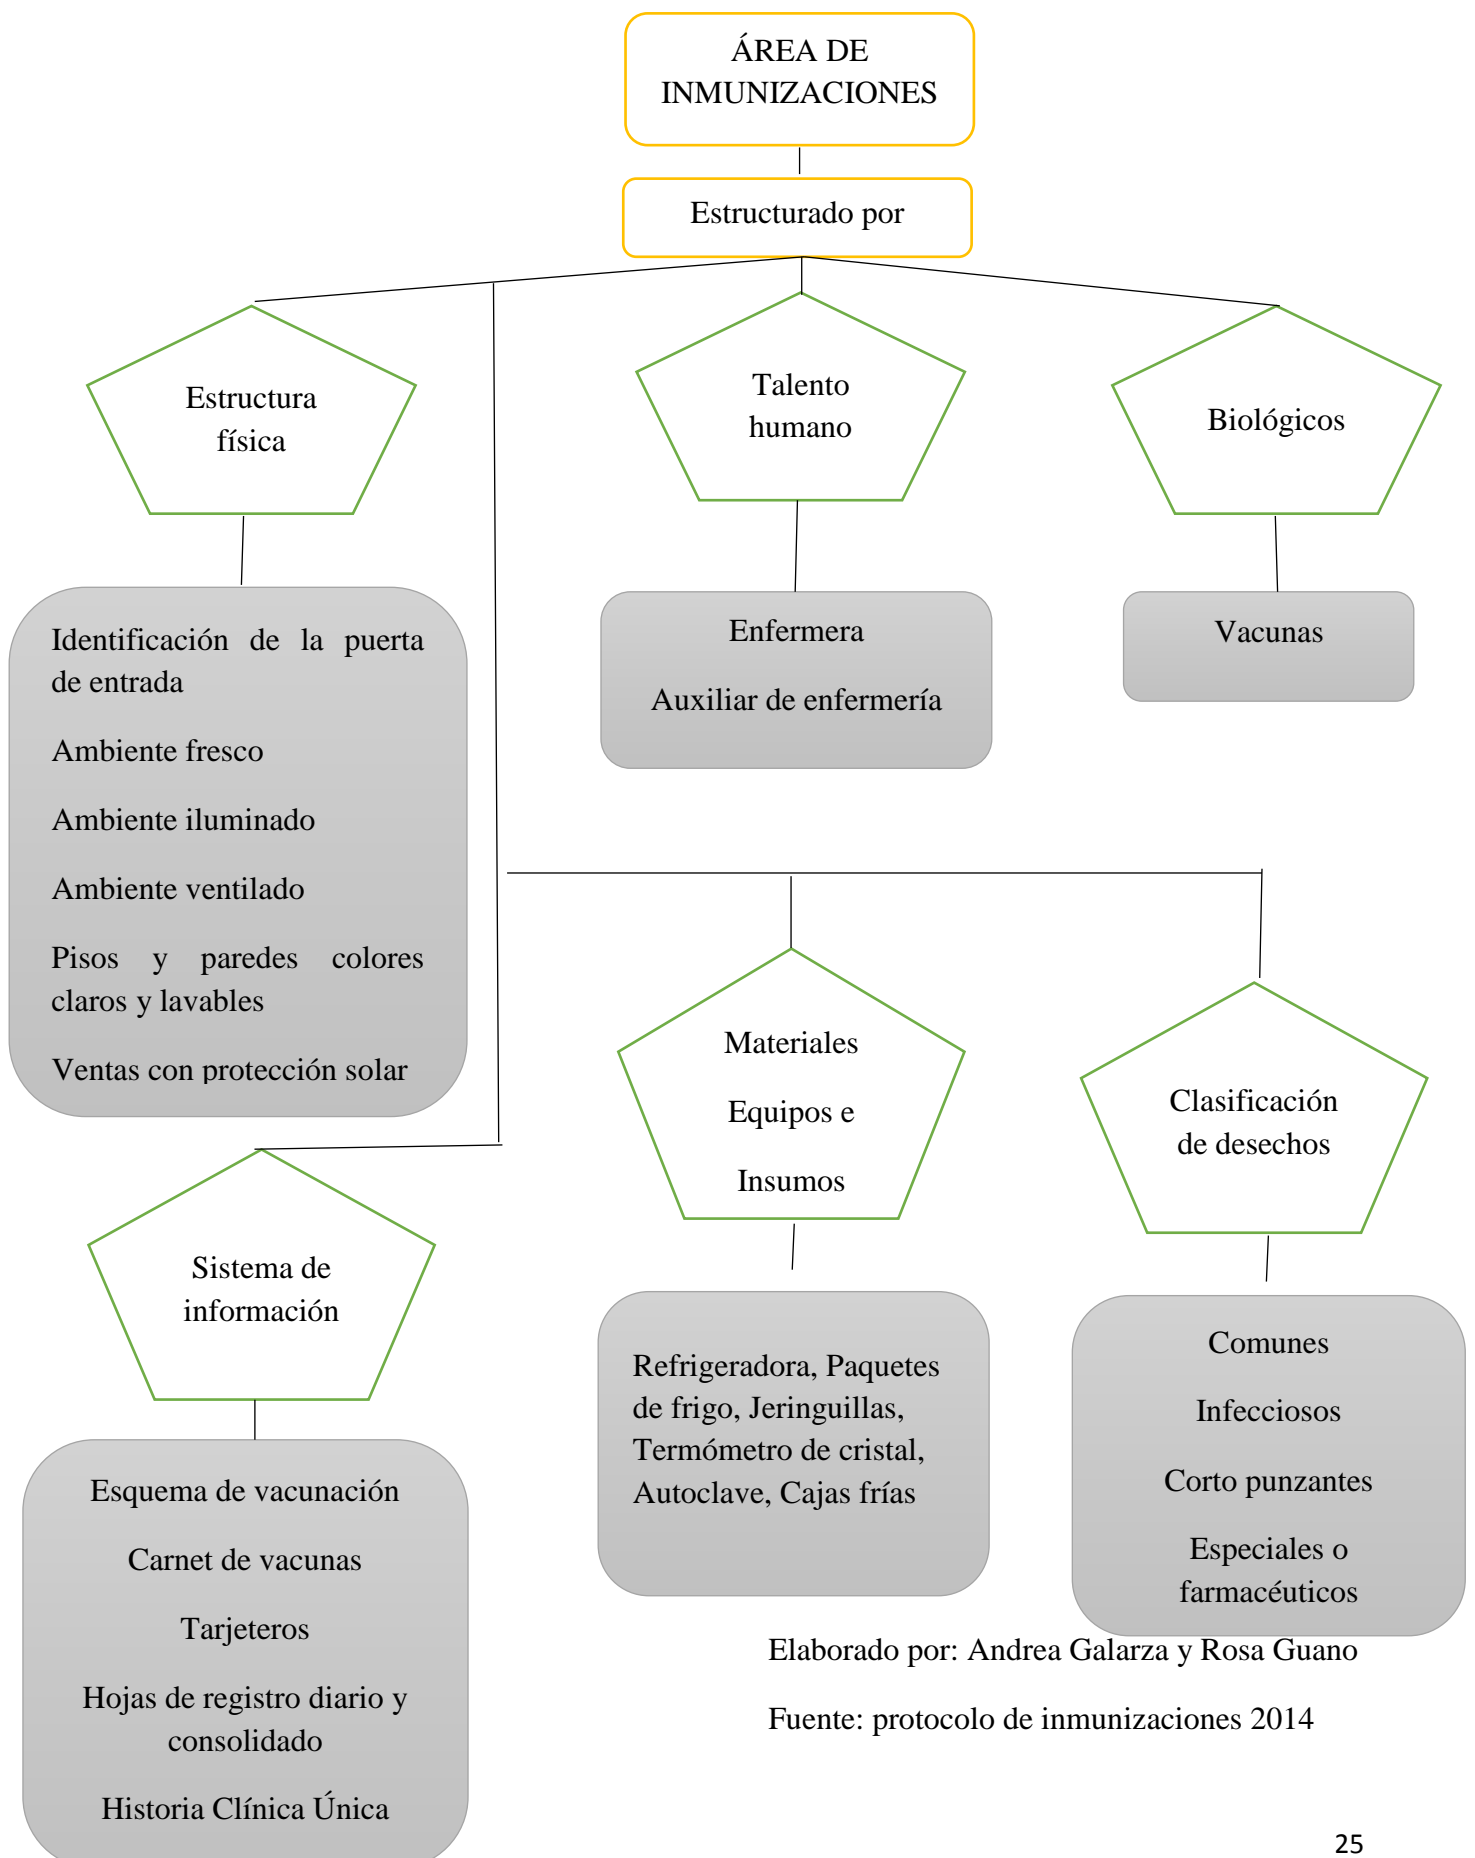 ÁREA DE
INMUNIZACIONES
Estructurado por
Estructura
física
Talento
humano
Biológicos
Identificación de la puerta
de entrada
Ambiente fresco
Ambiente iluminado
Ambiente ventilado
Pisos y paredes colores
claros y lavables
Ventas con protección solar
Enfermera
Auxiliar de enfermería
Vacunas
Materiales
Equipos e
Insumos
Clasificación
de desechos
Sistema de
información
Refrigeradora, Paquetes
de frigo, Jeringuillas,
Termómetro de cristal,
Autoclave, Cajas frías
Comunes
Infecciosos
Corto punzantes
Especiales o
farmacéuticos
Esquema de vacunación
Carnet de vacunas
Tarjeteros
Hojas de registro diario y
consolidado
Historia Clínica Única
Elaborado por: Andrea Galarza y Rosa Guano
Fuente: protocolo de inmunizaciones 2014
25